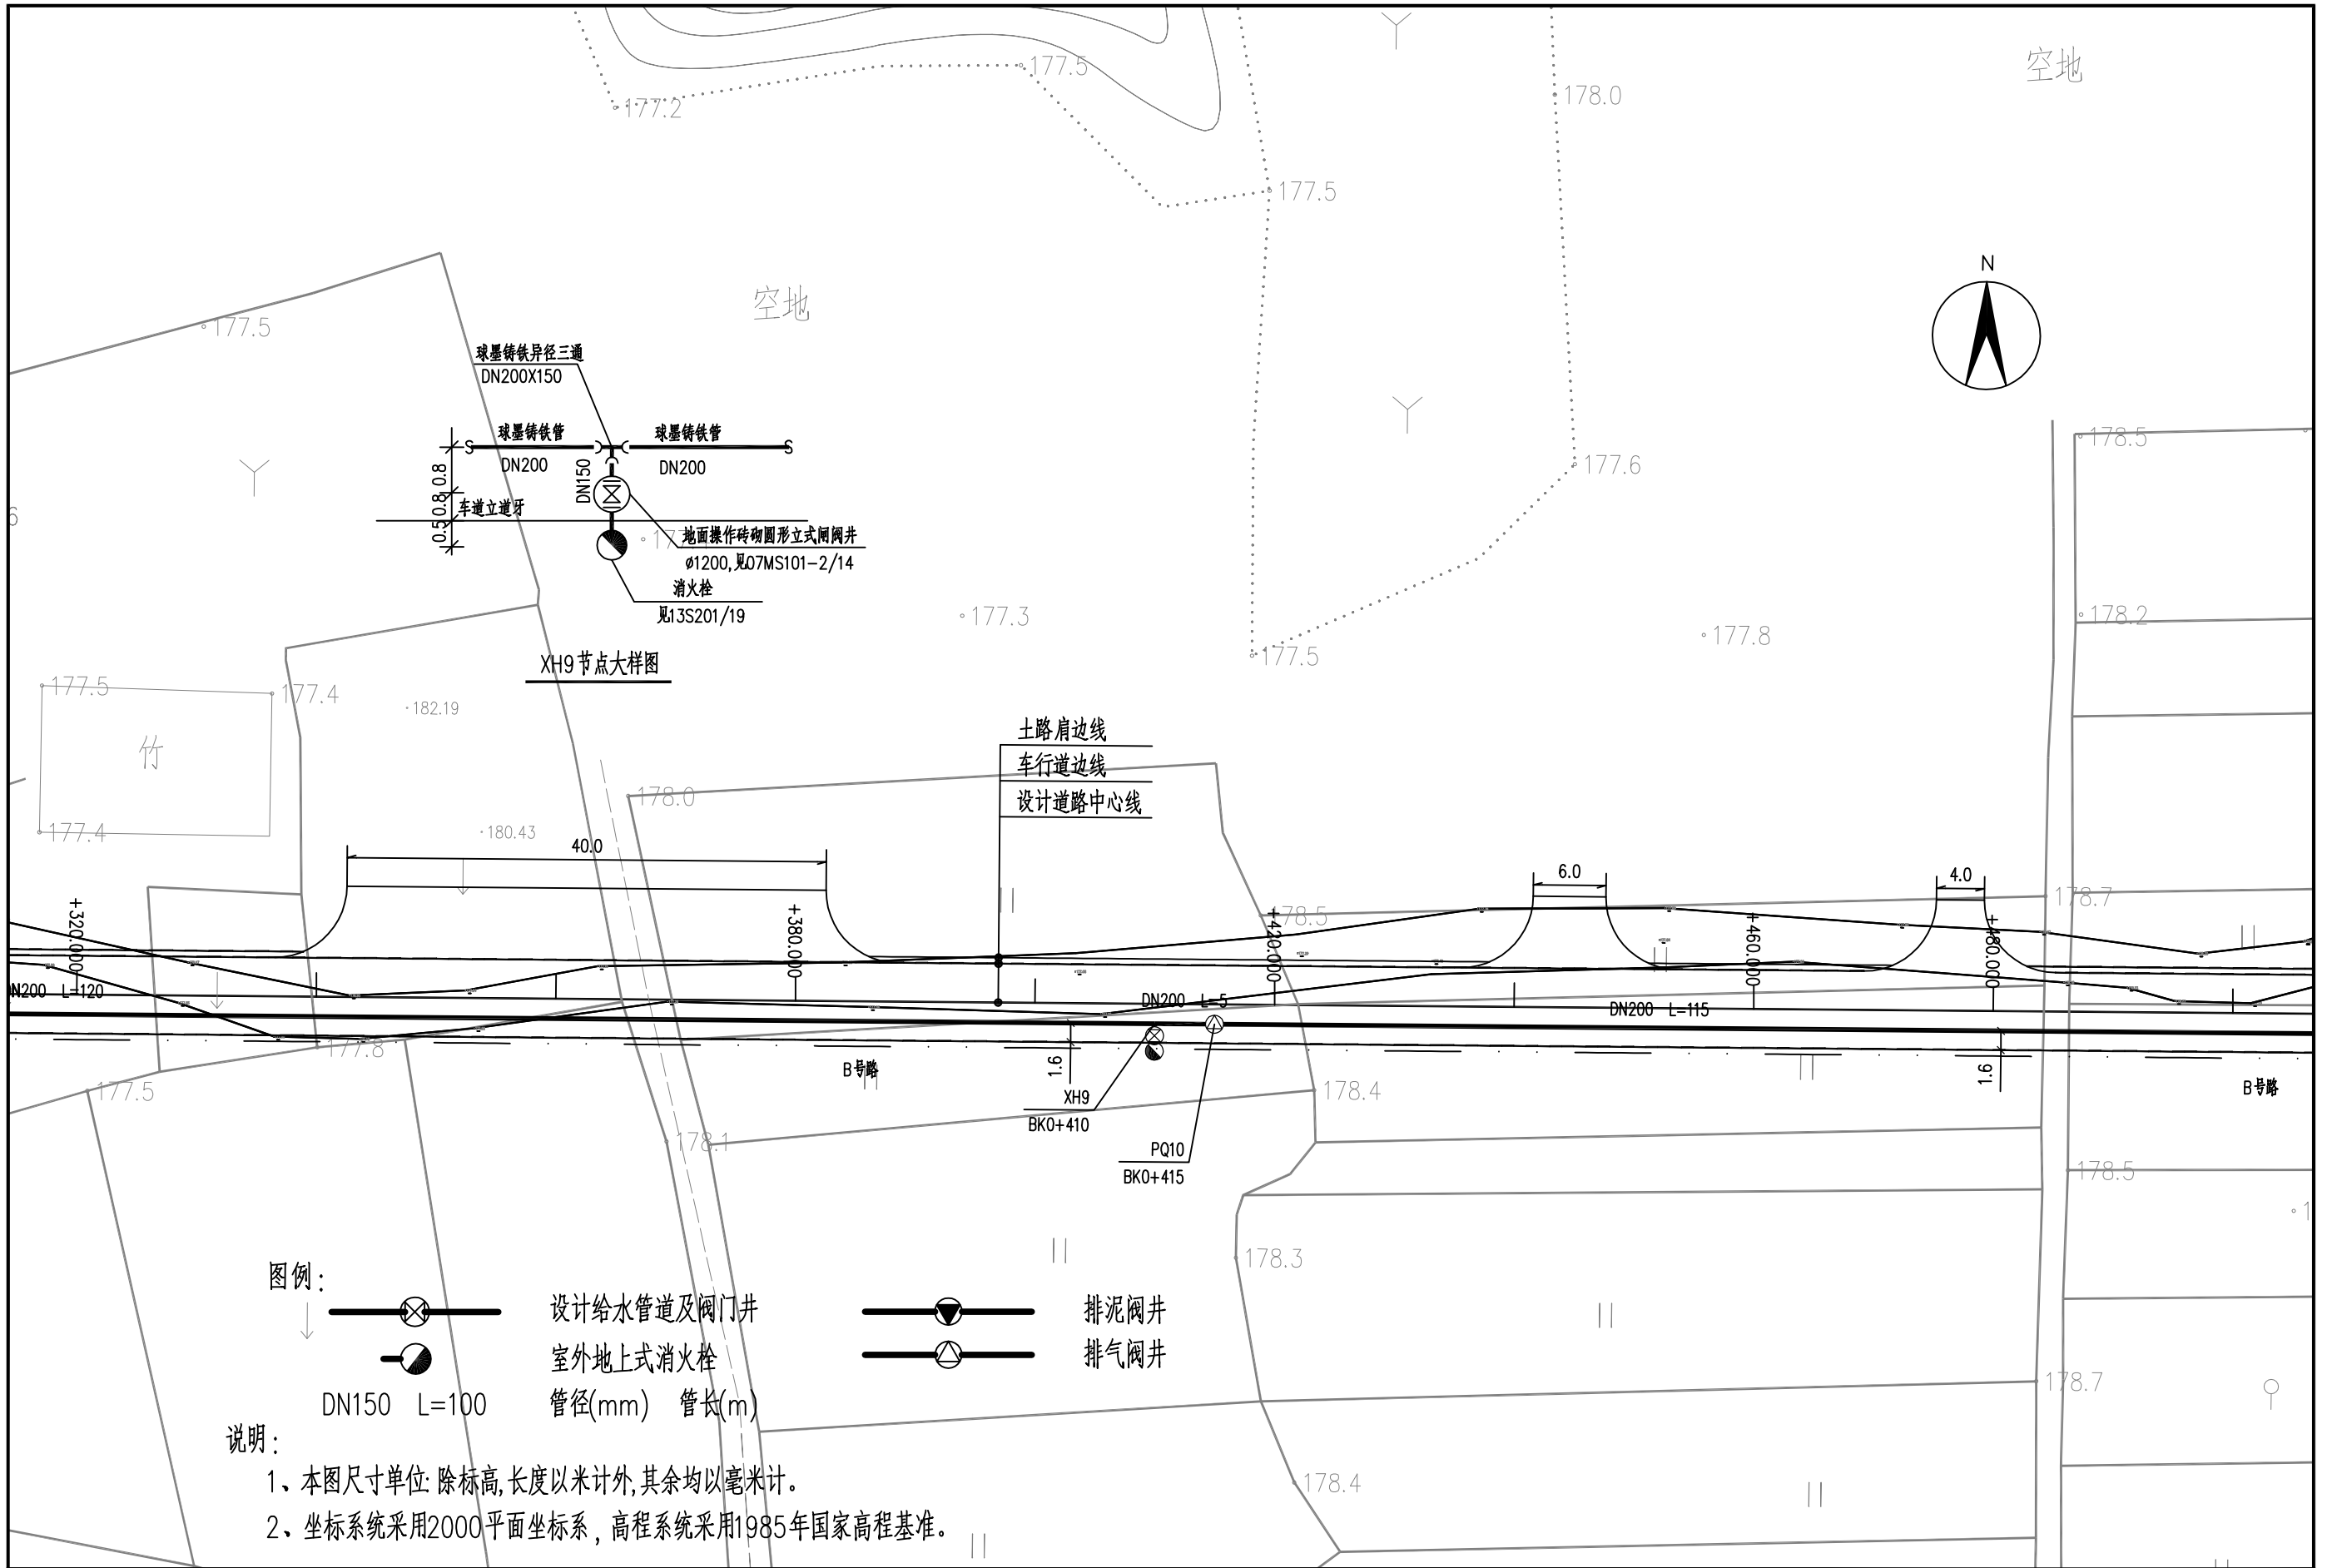 177.5
177.2
178.0
空地
177.5
177.5
空地
N
球墨铸铁异径三通
DN200X150
球墨铸铁管
球墨铸铁管
DN200
DN150
DN200
0.8
0.8
0.5
车道立道牙
地面操作砖砌圆形立式闸阀井
ø1200,见07MS101-2/14
消火栓
见13S201/19
XH9节点大样图
178.5
177.6
178.2
177.3
177.8
177.5
177.5
177.4
182.19
竹
土路肩边线
车行道边线
设计道路中心线
178.0
177.4
180.43
40.0
6.0
4.0
178.7
178.5
+320.000
+380.000
+420.000
+460.000
+480.000
L=120
DN200 L=5
DN200 L=115
177.8
B号路
1.6
1.6
B号路
177.5
XH9
BK0+410
178.4
178.1
PQ10
BK0+415
178.5
178.3
图例:
设计给水管道及阀门井
排泥阀井
室外地上式消火栓
排气阀井
DN150 L=100
管径(mm) 管长(m)
178.7
说明:
1、本图尺寸单位:除标高,长度以米计外,其余均以毫米计。
178.4
2、坐标系统采用2000平面坐标系,高程系统采用1985年国家高程基准。